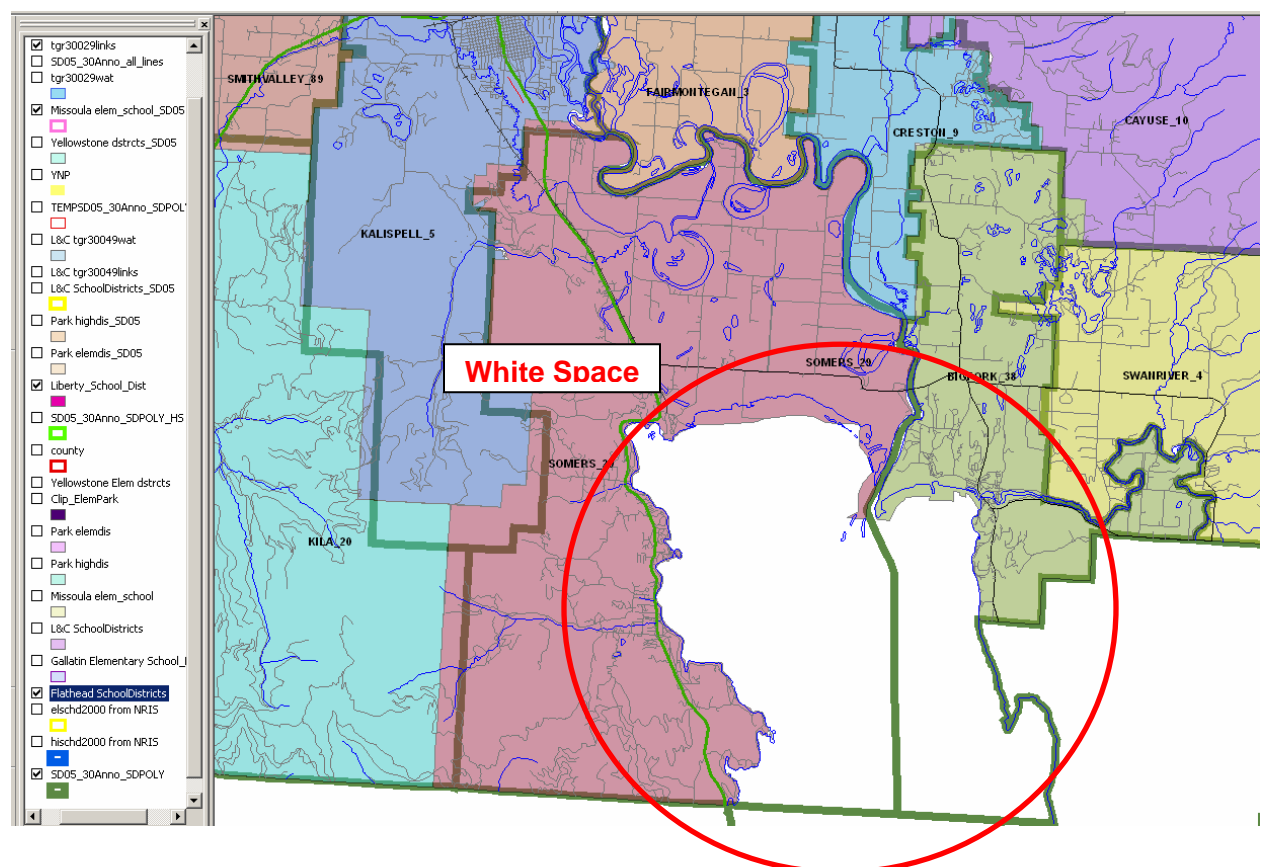 tgr30029links
SD05_30Anno_all_lines
tgr30029wat
Missoula elem_school_SD05
Yellowstone dstrcts_SD05
YNP
TEMPSD05_30Anno_SDPOLY
L&C tgr30049wat
L&C tgr30049links
L&C SchoolDistricts_SD05
Park highdis_SD05
Park elemdis_SD05
Liberty_School_Dist
SD05_30Anno_SDPOLY_HS
county
Yellowstone Elem dstrcts
Clip_ElemPark
Park elemdis
Park highdis
Missoula elem_school
L&C SchoolDistricts
Gallatin Elementary School_
Flathead SchoolDistricts
elschd2000 from NRIS
hischd2000 from NRIS
SD05_30Anno_SDPOLY
SMITHVALLEY_89
FAIRMONTEGAN_3
CAYUSE_10
CRESTON_9
KALISPELL_5
White Space
SOMERS_29
BIGFORK_38
SWANRIVER_4
SOMERS_29
KILA_20